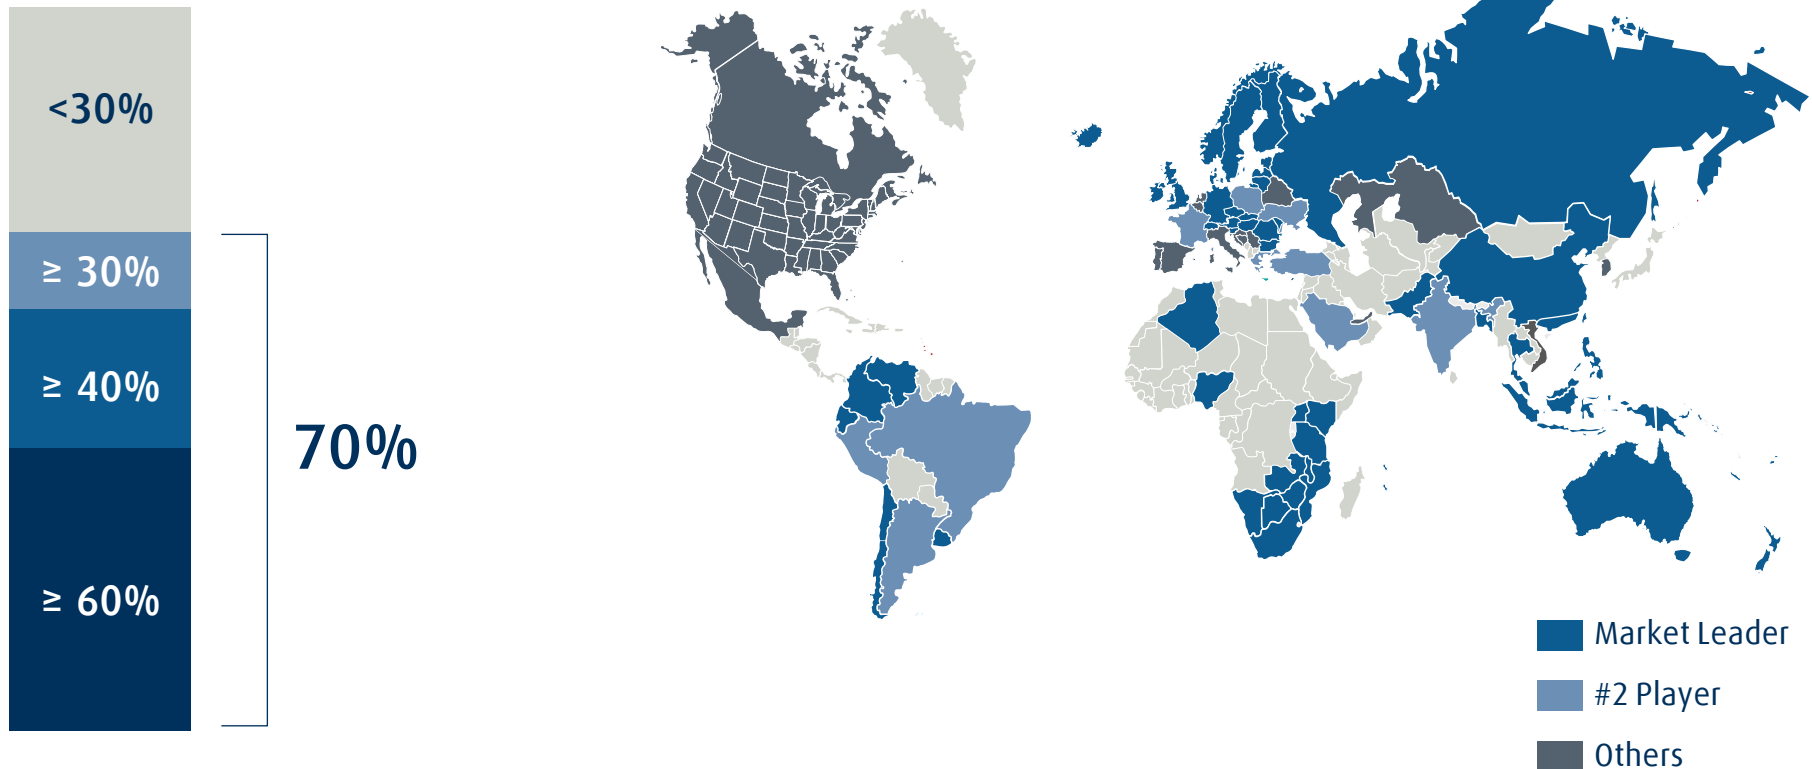 <30%
≥ 30%
≥ 40%
70%
≥ 60%
Market Leader
#2 Player
Others